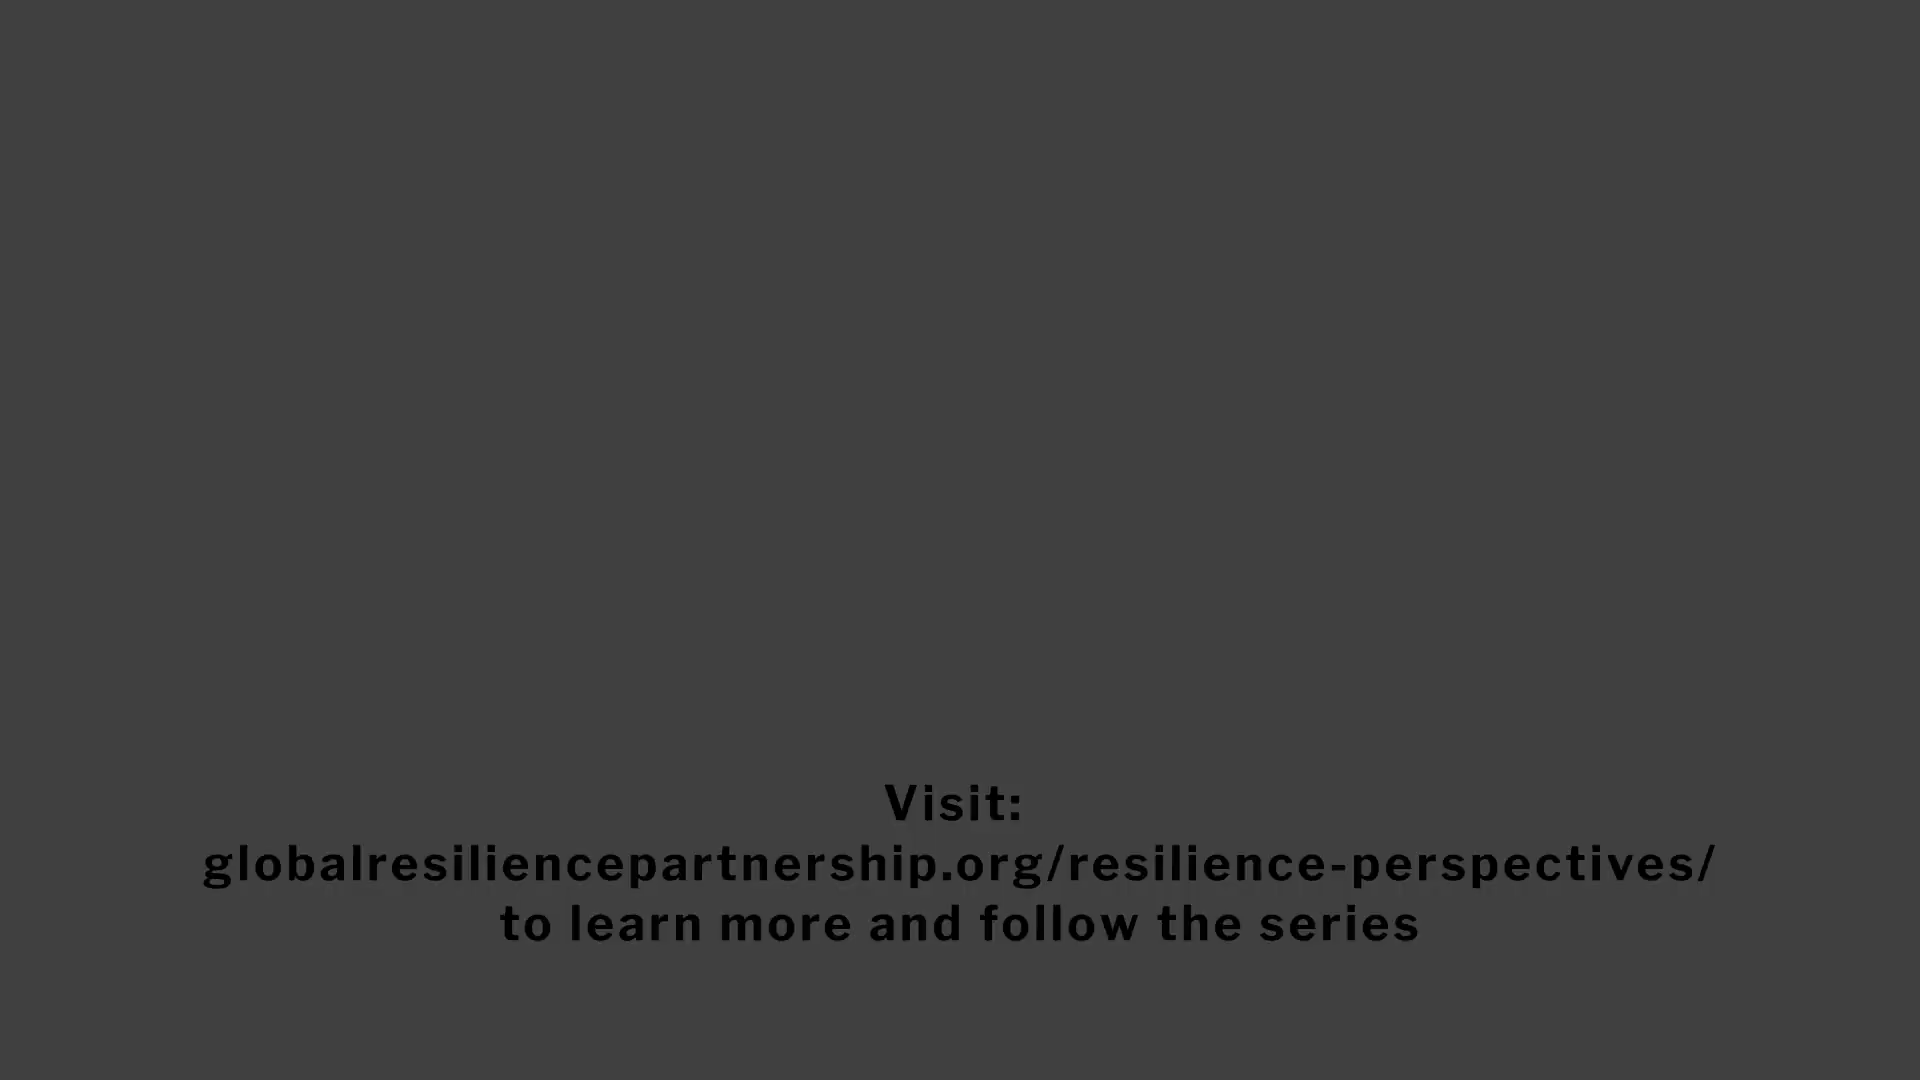 Visit:
globalresiliencepartnership.org/resilience-perspectives/
to learn more and follow the series